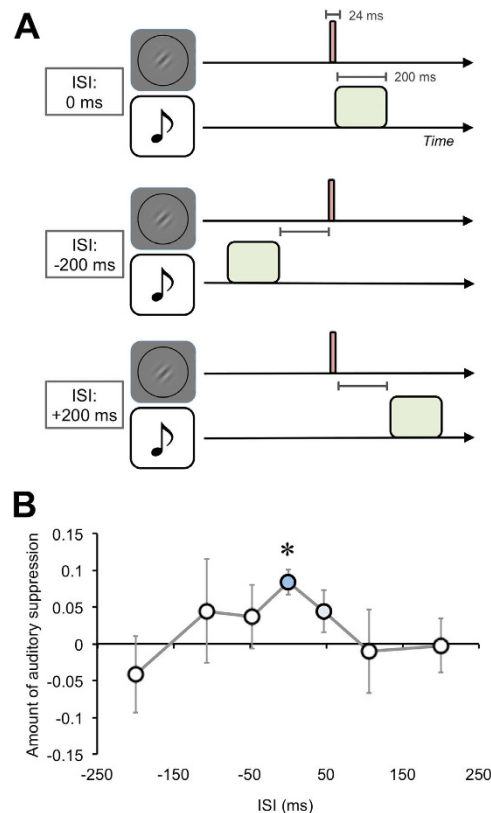 A
24 ms
ISI:
0 ms
200 ms
Time
ISI:
-200 ms
ISI:
+200 ms
B
*
Amount of auditory suppression
0.15
0.1
0.05
0
-0.05
-0.1
-0.15
-250
-150
-50
50
150
250
ISI (ms)